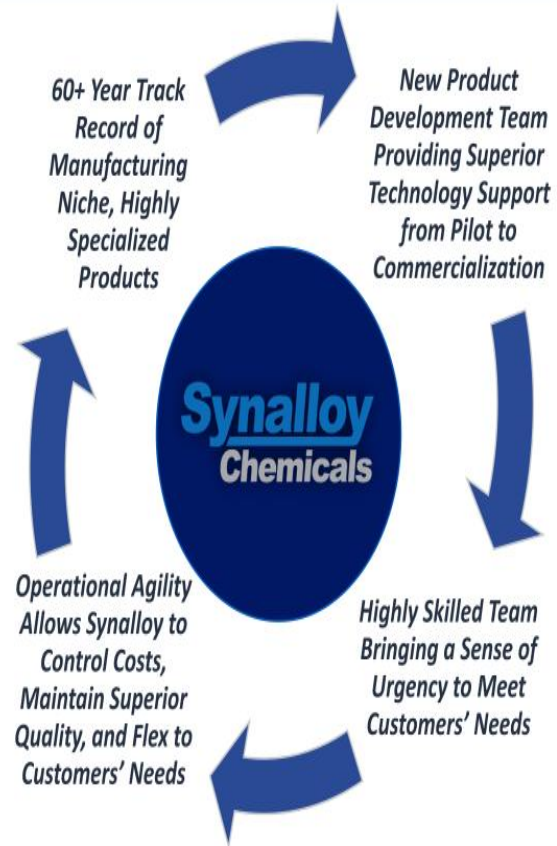 60+ Year Track
Record of
Manufacturing
Niche, Highly
Specialized
Products
New Product
Development Team
Providing Superior
Technology Support
from Pilot to
Commercialization
Synalloy
Chemicals
Highly Skilled Team
Bringing a Sense of
Urgency to Meet
Customers’ Needs
Operational Agility
Allows Synalloy to
Control Costs,
Maintain Superior
Quality, and Flex to
Customers’ Needs